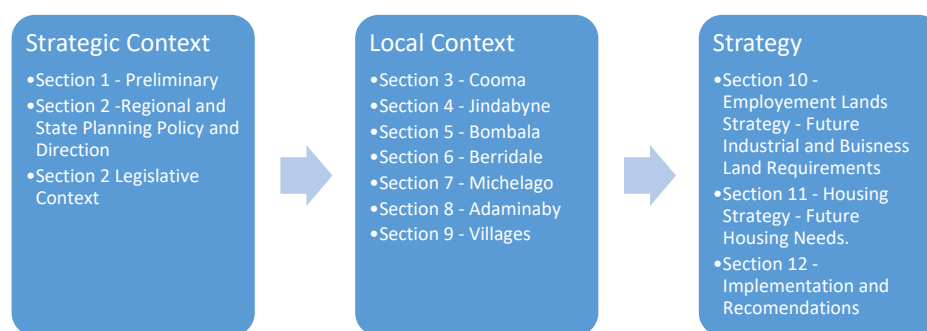 Strategic Context
•Section 1 - Preliminary
•Section 2 -Regional and
State Planning Policy and
Direction
•Section 2 Legislative
Context
Local Context
•Section 3 - Cooma
•Section 4 - Jindabyne
•Section 5 - Bombala
•Section 6 - Berridale
•Section 7 - Michelago
•Section 8 - Adaminaby
•Section 9 - Villages
Strategy
•Section 10 -
Employement Lands
Strategy - Future
Industrial and Buisness
Land Requirements
•Section 11 - Housing
Strategy - Future
Housing Needs.
•Section 12 -
Implementation and
Recomendations